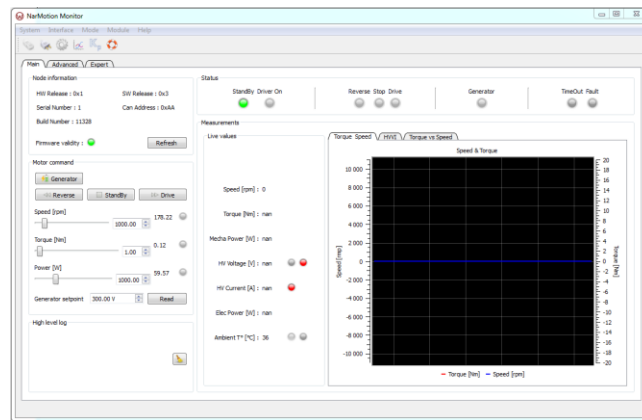 NarMotion Monitor
System Interface Mode Module Help
Main Advanced Expert
Node information
HW Release : 0x1 SW Release : 0x3
Serial Number : 1 Can Address : 0xAA
Build Number : 11328
Firmware validity : Refresh
Motor command
Generator
Reverse StandBy Drive
Speed [rpm]
1000.00 178.22
Torque [Nm]
1.00 0.12
Power [W]
1000.00 59.57
Generator setpoint 300.00 V Read
High level log
Status
StandBy Driver On Reverse Stop Drive Generator TimeOut Fault
Measurements
Live values
Speed [rpm] : 0
Torque [Nm] : nan
Mecha Power [W] : nan
HV Voltage [V] : nan
HV Current [A] : nan
Elec Power [W] : nan
Ambient T° [°C] : 36
Torque Speed HVVI Torque vs Speed
Speed & Torque
10 000
8 000
6 000
4 000
2 000
0
-2 000
-4 000
-6 000
-8 000
-10 000
Speed [rpm]
20
18
16
14
12
10
8
6
4
2
0
-2
-4
-6
-8
-10
-12
-14
-16
-18
-20
Torque [Nm]
Torque [Nm] Speed [rpm]